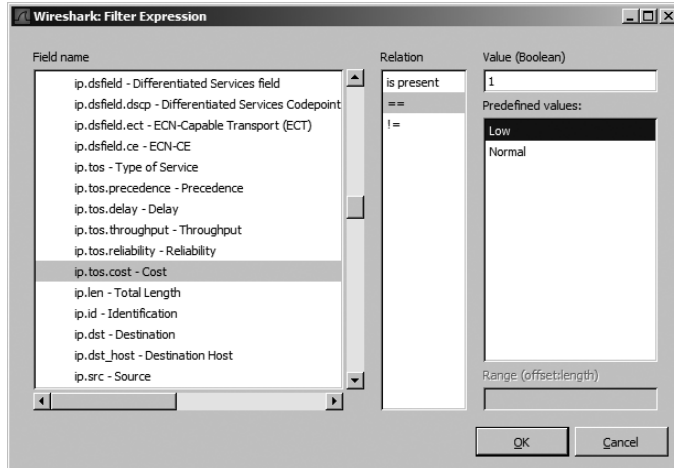 Wireshark: Filter Expression
Field name
ip.dsfield - Differentiated Services field
ip.dsfield.dscp - Differentiated Services Codepoint
ip.dsfield.ect - ECN-Capable Transport (ECT)
ip.dsfield.ce - ECN-CE
ip.tos - Type of Service
ip.tos.precedence - Precedence
ip.tos.delay - Delay
ip.tos.throughput - Throughput
ip.tos.reliability - Reliability
ip.tos.cost - Cost
ip.len - Total Length
ip.id - Identification
ip.dst - Destination
ip.dst_host - Destination Host
ip.src - Source
Relation
is present
==
!=
Value (Boolean)
1
Predefined values:
Low
Normal
Range (offset:length)
OK
Cancel